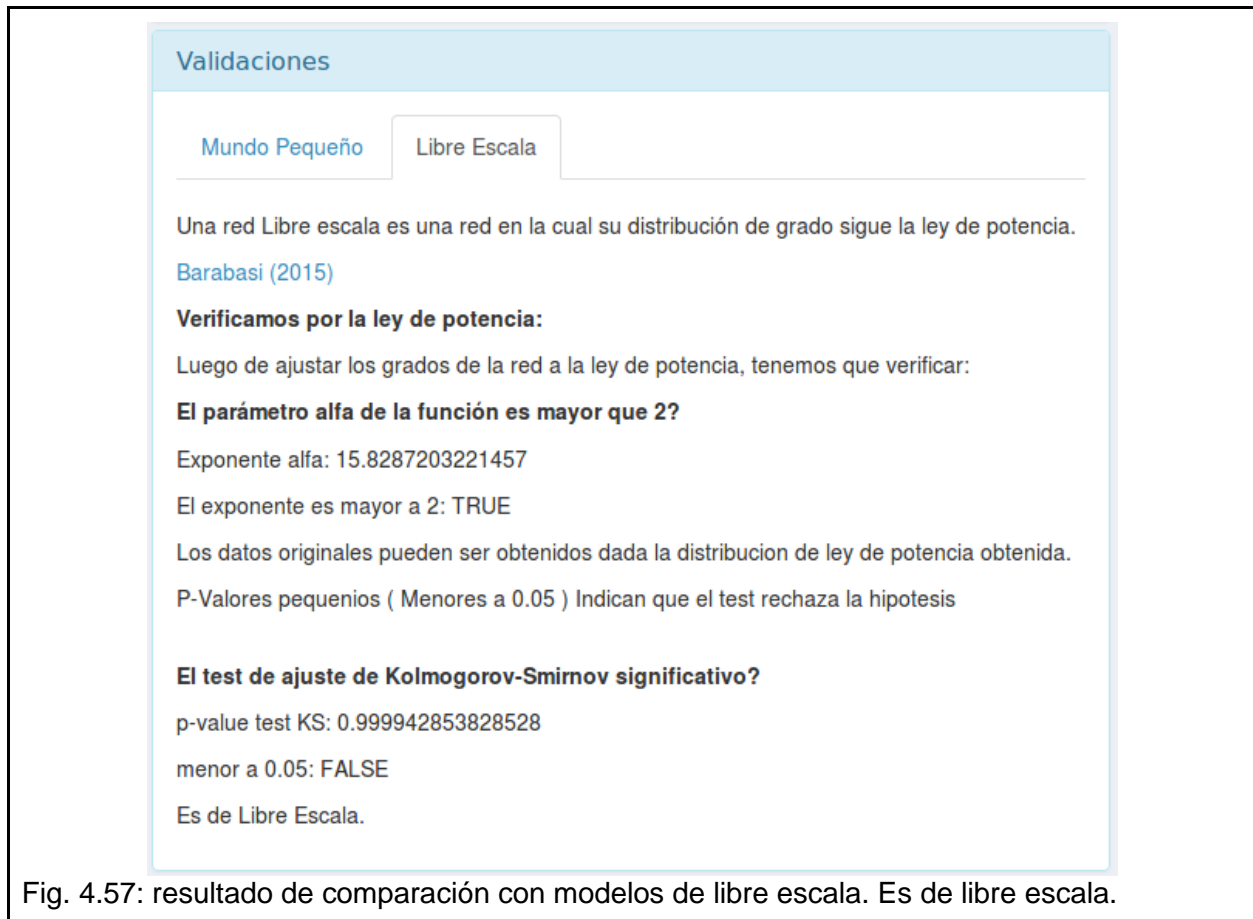 Validaciones
Mundo Pequeño
Libre Escala
Una red Libre escala es una red en la cual su distribución de grado sigue la ley de potencia.
Barabasi (2015)
Verificamos por la ley de potencia:
Luego de ajustar los grados de la red a la ley de potencia, tenemos que verificar:
El parámetro alfa de la función es mayor que 2?
Exponente alfa: 15.8287203221457
El exponente es mayor a 2: TRUE
Los datos originales pueden ser obtenidos dada la distribucion de ley de potencia obtenida.
P-Valores pequenios ( Menores a 0.05 ) Indican que el test rechaza la hipotesis
El test de ajuste de Kolmogorov-Smirnov significativo?
p-value test KS: 0.999942853828528
menor a 0.05: FALSE
Es de Libre Escala.
Fig. 4.57: resultado de comparación con modelos de libre escala. Es de libre escala.